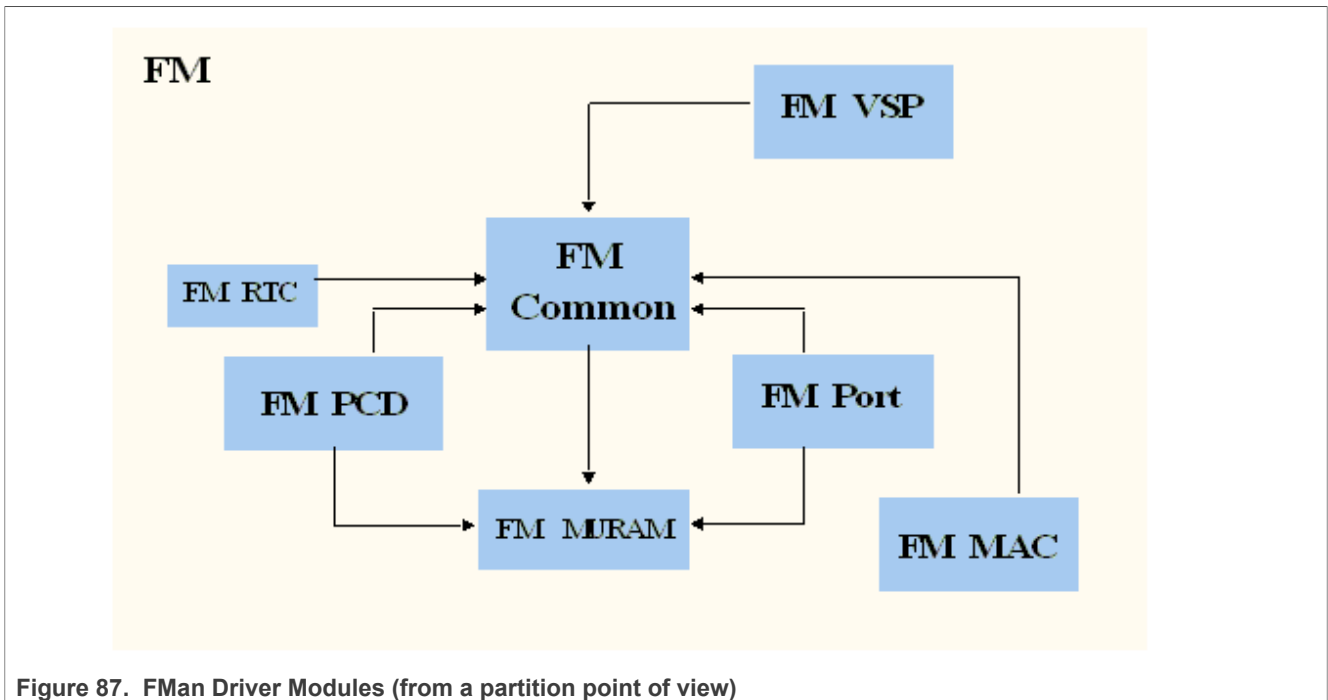 FM
FM VSP
FM
Common
FM RTC
FM PCD
FM Port
FM MURAM
FM MAC
Figure 87. FMan Driver Modules (from a partition point of view)